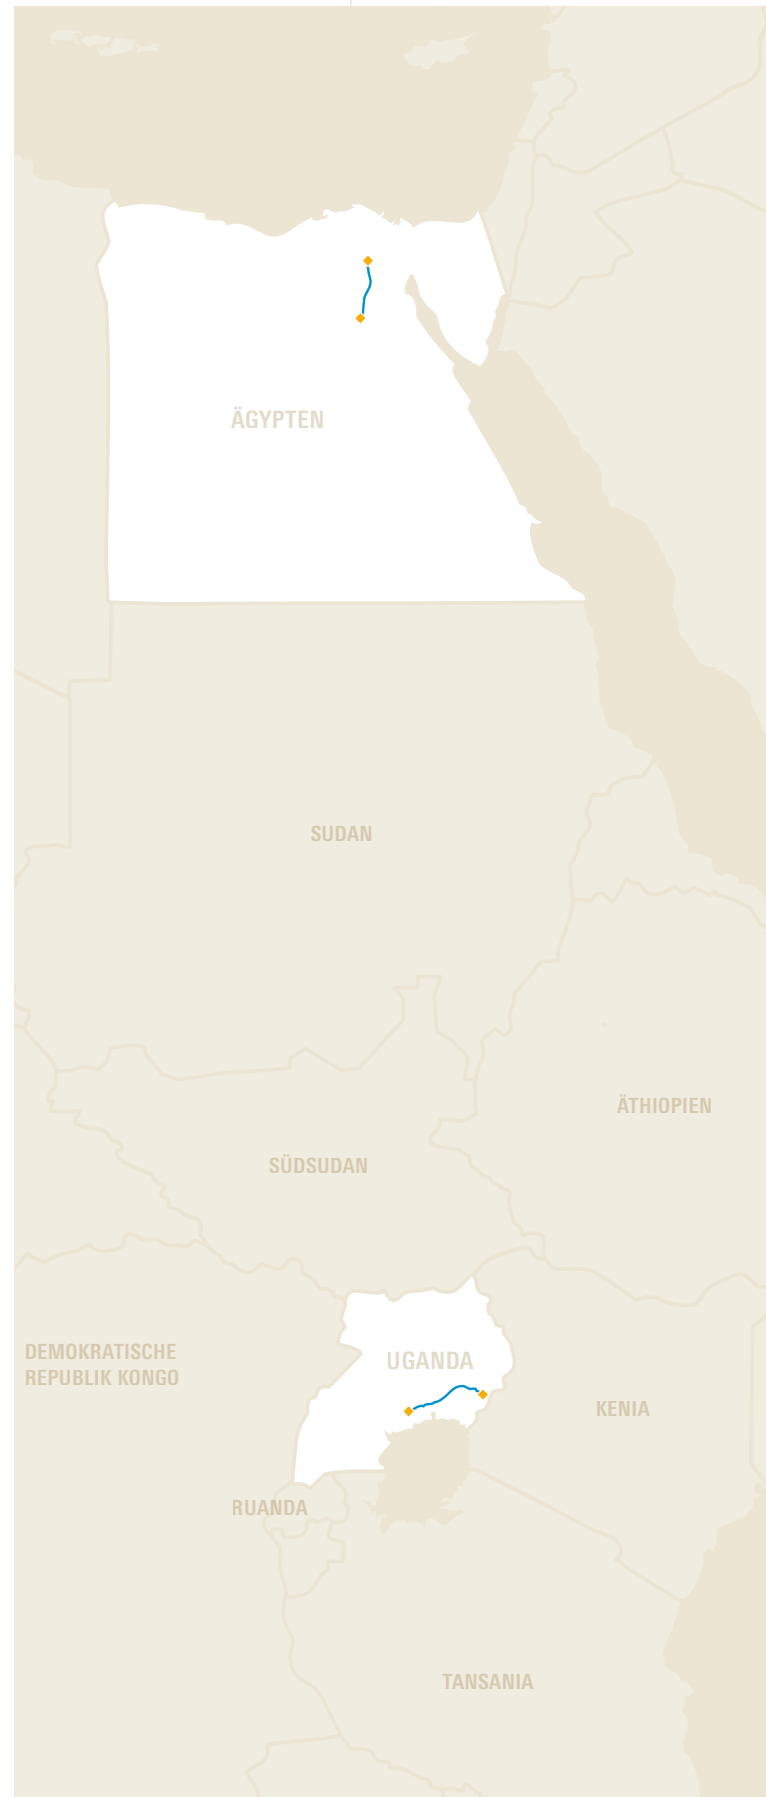 ÄGYPTEN
SUDAN
ÄTHIOPIEN
SÜDSUDAN
DEMOKRATISCHE
REPUBLIK KONGO
UGANDA
KENIA
RUANDA
TANSANIA